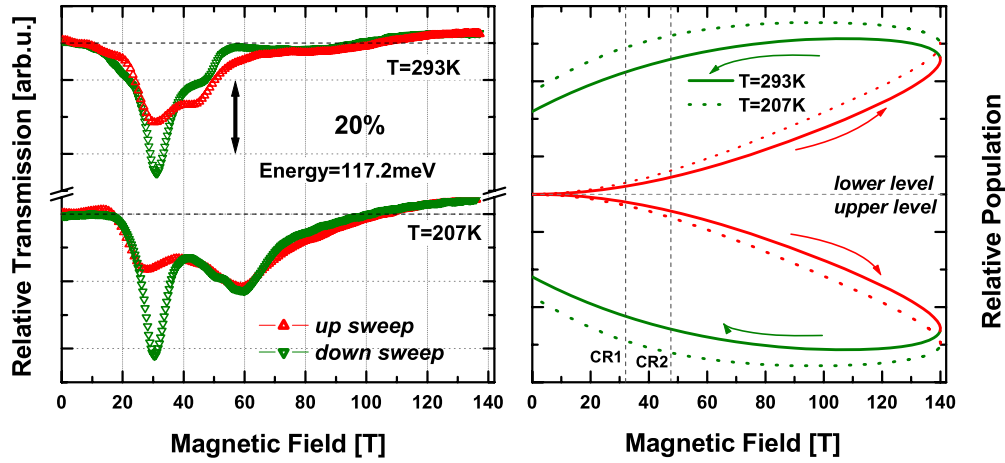 Relative Transmission [arb.u.]
T=293K
20%
Energy=117.2meV
T=207K
up sweep
down sweep
0 20 40 60 80 100 120 140
Magnetic Field [T]
T=293K
T=207K
lower level
upper level
CR1
CR2
0 20 40 60 80 100 120 140
Magnetic Field [T]
Relative Population